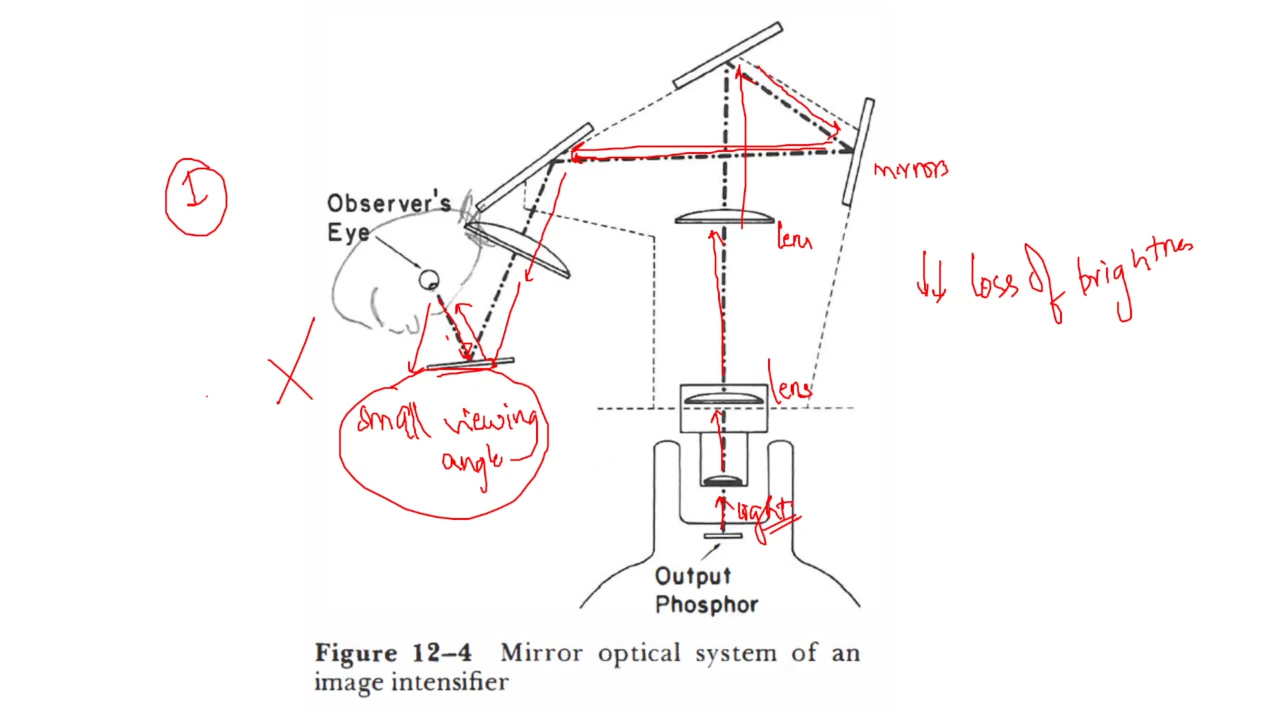 1
Observer's
Eye
mirrors
lens
↓↓ loss of brightness
lens
small viewing
angle
light
Output
Phosphor
Figure 12–4 Mirror optical system of an
image intensifier